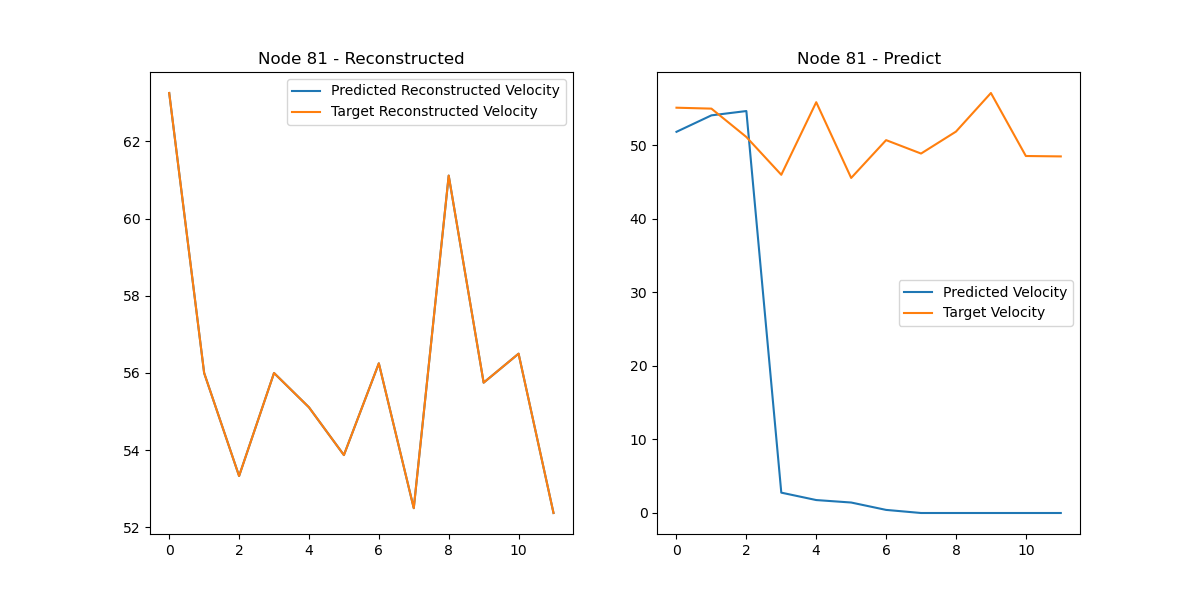 Node 81 - Reconstructed
Predicted Reconstructed Velocity
Target Reconstructed Velocity
62
60
58
56
54
52
0 2 4 6 8 10
Node 81 - Predict
Predicted Velocity
Target Velocity
50
40
30
20
10
0
0 2 4 6 8 10